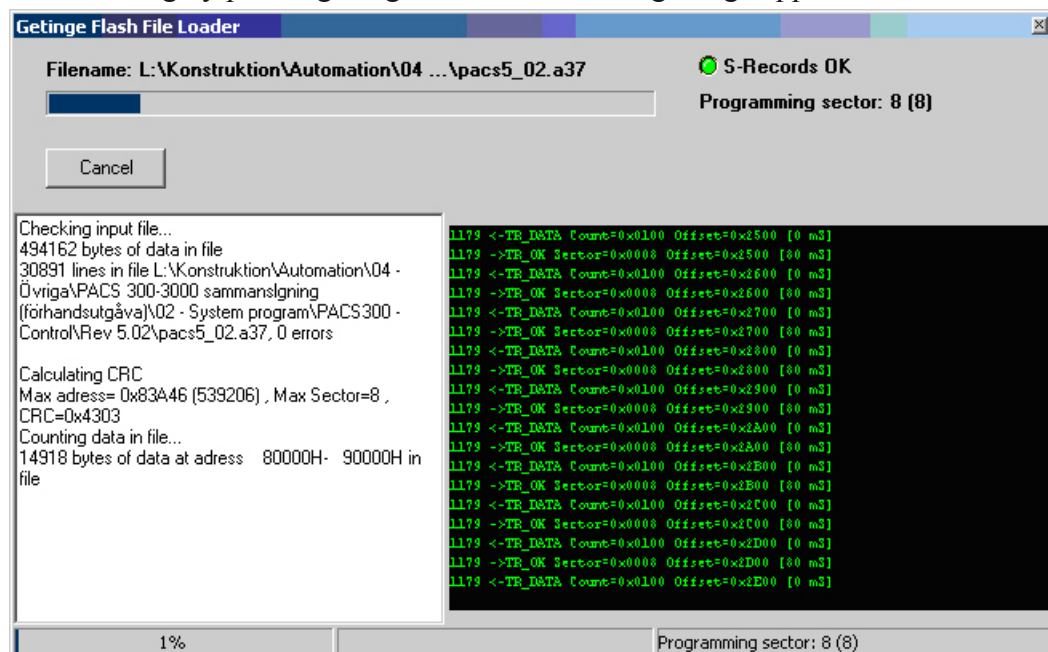 Getinge Flash File Loader
Filename: L:\Konstruktion\Automation\04 ...\pacs5_02.a37
S-Records OK
Programming sector: 8 (8)
Cancel
Checking input file...
494162 bytes of data in file
30891 lines in file L:\Konstruktion\Automation\04 -
Övriga\PACS 300-3000 sammanslgning
(förhandsutgåva)\02 - System program\PACS300 -
Control\Rev 5.02\pacs5_02.a37, 0 errors
Calculating CRC
Max adress= 0x83A46 (539206) , Max Sector=8 ,
CRC=0x4303
Counting data in file...
14918 bytes of data at adress 80000H- 90000H in
file
1179 <-TR_DATA Count=0x0100 Offset=0x2500 [0 mS]
1179 ->TR_OK Sector=0x0008 Offset=0x2500 [80 mS]
1179 <-TR_DATA Count=0x0100 Offset=0x2600 [0 mS]
1179 ->TR_OK Sector=0x0008 Offset=0x2600 [80 mS]
1179 <-TR_DATA Count=0x0100 Offset=0x2700 [0 mS]
1179 ->TR_OK Sector=0x0008 Offset=0x2700 [80 mS]
1179 <-TR_DATA Count=0x0100 Offset=0x2800 [0 mS]
1179 ->TR_OK Sector=0x0008 Offset=0x2800 [80 mS]
1179 <-TR_DATA Count=0x0100 Offset=0x2900 [0 mS]
1179 ->TR_OK Sector=0x0008 Offset=0x2900 [80 mS]
1179 <-TR_DATA Count=0x0100 Offset=0x2A00 [0 mS]
1179 ->TR_OK Sector=0x0008 Offset=0x2A00 [80 mS]
1179 <-TR_DATA Count=0x0100 Offset=0x2B00 [0 mS]
1179 ->TR_OK Sector=0x0008 Offset=0x2B00 [80 mS]
1179 <-TR_DATA Count=0x0100 Offset=0x2C00 [0 mS]
1179 ->TR_OK Sector=0x0008 Offset=0x2C00 [80 mS]
1179 <-TR_DATA Count=0x0100 Offset=0x2D00 [0 mS]
1179 ->TR_OK Sector=0x0008 Offset=0x2D00 [80 mS]
1179 <-TR_DATA Count=0x0100 Offset=0x2E00 [0 mS]
1%
Programming sector: 8 (8)